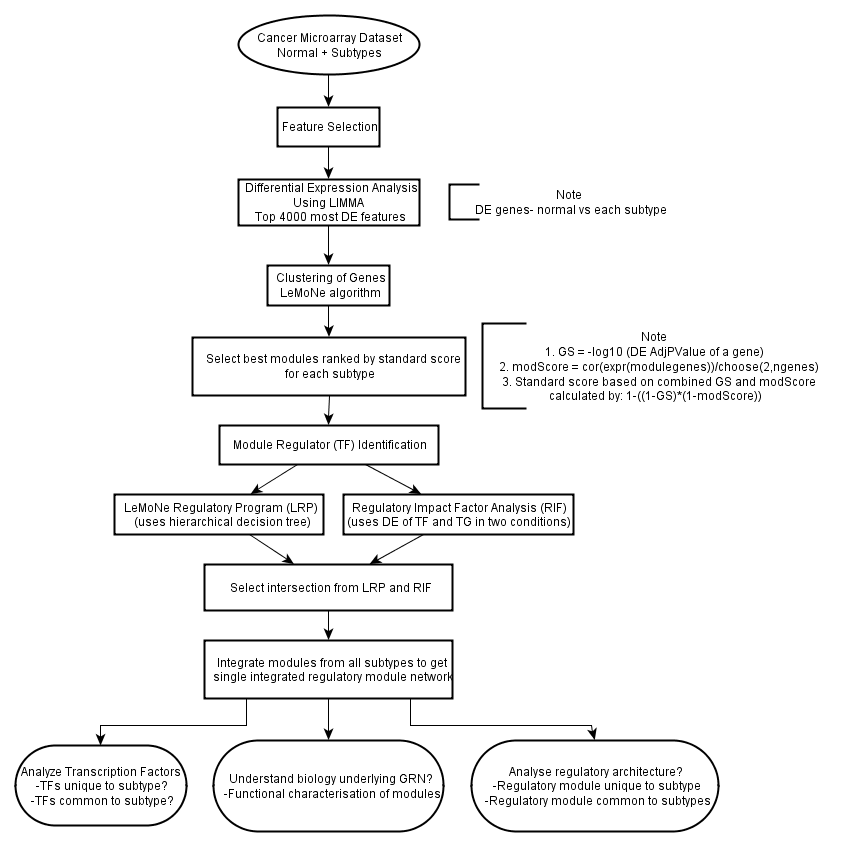 Cancer Microarray Dataset
Normal + Subtypes
Feature Selection
Differential Expression Analysis
Using LIMMA
Top 4000 most DE features
Note
DE genes- normal vs each subtype
Clustering of Genes
LeMoNe algorithm
Select best modules ranked by standard score
for each subtype
Note
1. GS = -log10 (DE AdjPValue of a gene)
2. modScore = cor(expr(modulegenes))/choose(2,ngenes)
3. Standard score based on combined GS and modScore
calculated by: 1-((1-GS)*(1-modScore))
Module Regulator (TF) Identification
LeMoNe Regulatory Program (LRP)
(uses hierarchical decision tree)
Regulatory Impact Factor Analysis (RIF)
(uses DE of TF and TG in two conditions)
Select intersection from LRP and RIF
Integrate modules from all subtypes to get
single integrated regulatory module network
Analyze Transcription Factors
-TFs unique to subtype?
-TFs common to subtype?
Understand biology underlying GRN?
-Functional characterisation of modules
Analyse regulatory architecture?
-Regulatory module unique to subtype
-Regulatory module common to subtypes